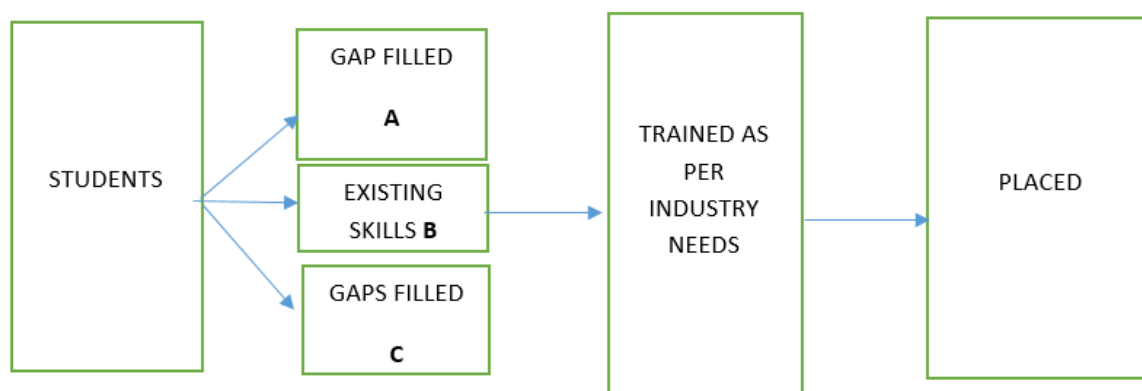 STUDENTS
GAP FILLED
A
EXISTING
SKILLS B
GAPS FILLED
C
TRAINED AS
PER
INDUSTRY
NEEDS
PLACED